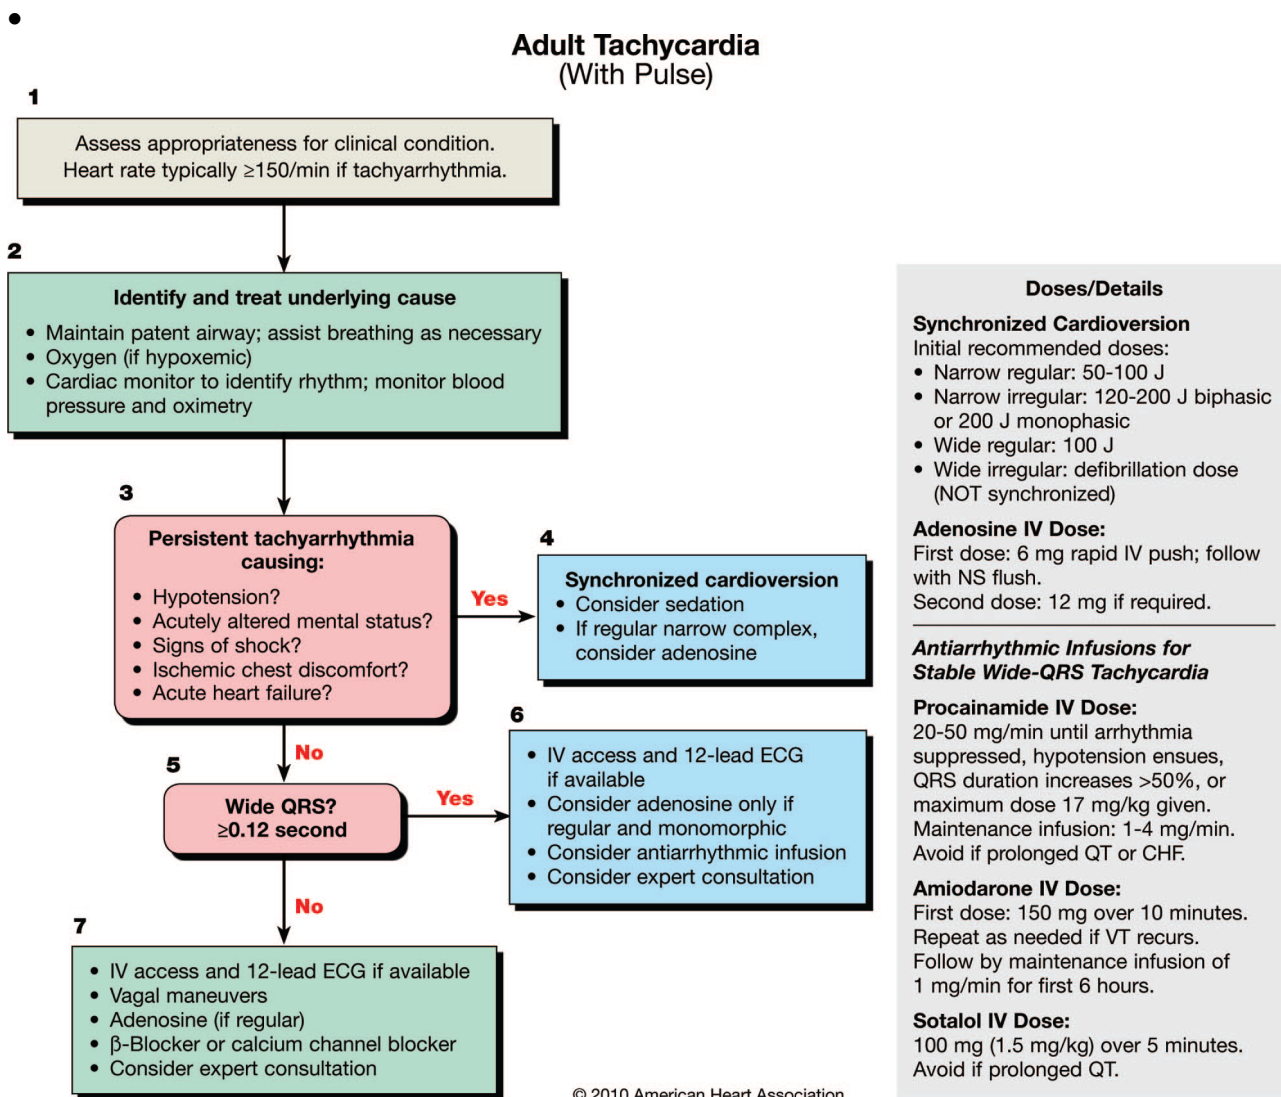 •
Adult Tachycardia
(With Pulse)
1
Assess appropriateness for clinical condition.
Heart rate typically ≥150/min if tachyarrhythmia.
2
Identify and treat underlying cause
• Maintain patent airway; assist breathing as necessary
• Oxygen (if hypoxemic)
• Cardiac monitor to identify rhythm; monitor blood
pressure and oximetry
3
Persistent tachyarrhythmia
causing:
• Hypotension?
• Acutely altered mental status?
• Signs of shock?
• Ischemic chest discomfort?
• Acute heart failure?
Yes
4
Synchronized cardioversion
• Consider sedation
• If regular narrow complex,
consider adenosine
No
5
Wide QRS?
≥0.12 second
Yes
6
• IV access and 12-lead ECG
if available
• Consider adenosine only if
regular and monomorphic
• Consider antiarrhythmic infusion
• Consider expert consultation
No
7
• IV access and 12-lead ECG if available
• Vagal maneuvers
• Adenosine (if regular)
• β-Blocker or calcium channel blocker
• Consider expert consultation
Doses/Details
Synchronized Cardioversion
Initial recommended doses:
• Narrow regular: 50-100 J
• Narrow irregular: 120-200 J biphasic
or 200 J monophasic
• Wide regular: 100 J
• Wide irregular: defibrillation dose
(NOT synchronized)
Adenosine IV Dose:
First dose: 6 mg rapid IV push; follow
with NS flush.
Second dose: 12 mg if required.
Antiarrhythmic Infusions for
Stable Wide-QRS Tachycardia
Procainamide IV Dose:
20-50 mg/min until arrhythmia
suppressed, hypotension ensues,
QRS duration increases >50%, or
maximum dose 17 mg/kg given.
Maintenance infusion: 1-4 mg/min.
Avoid if prolonged QT or CHF.
Amiodarone IV Dose:
First dose: 150 mg over 10 minutes.
Repeat as needed if VT recurs.
Follow by maintenance infusion of
1 mg/min for first 6 hours.
Sotalol IV Dose:
100 mg (1.5 mg/kg) over 5 minutes.
Avoid if prolonged QT.
© 2010 American Heart Association